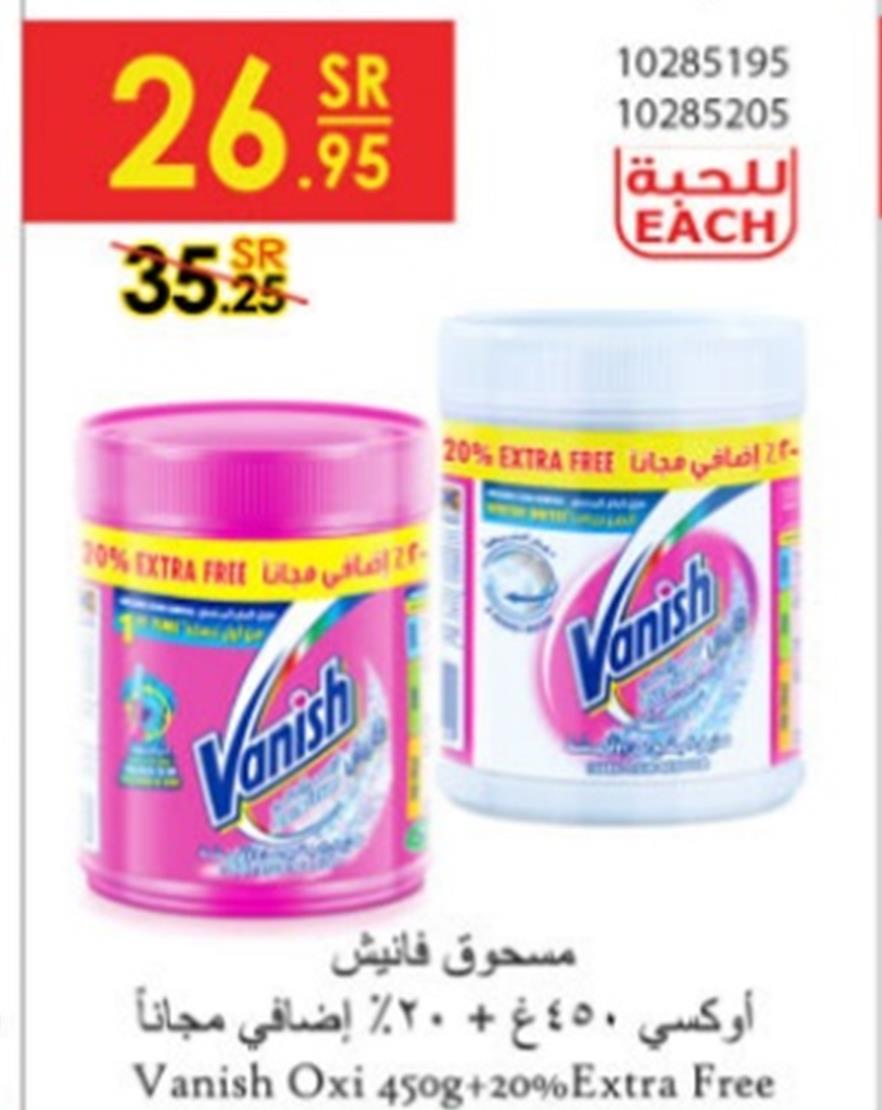 26.95 SR
10285195
10285205
للحبة
EACH
35.25 SR
20% EXTRA FREE إضافي مجاناً ٪٢٠
Vanish
20% EXTRA FREE إضافي مجاناً ٪٢٠
Vanish
مسحوق فانيش
أوكسي ٤٥٠غ + ٢٠٪ إضافي مجاناً
Vanish Oxi 450g+20%Extra Free